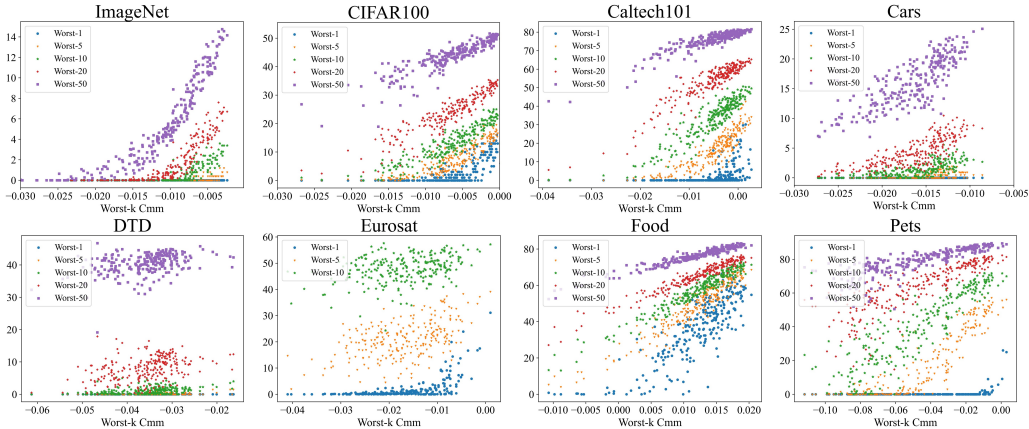 ImageNet
14
12
10
8
6
4
2
0
Worst-1
Worst-5
Worst-10
Worst-20
Worst-50
−0.030 −0.025 −0.020 −0.015 −0.010 −0.005
Worst-k Cmm
CIFAR100
60
50
40
30
20
10
0
Worst-1
Worst-5
Worst-10
Worst-20
Worst-50
−0.030 −0.025 −0.020 −0.015 −0.010 −0.005 0.000
Worst-k Cmm
Caltech101
80
70
60
50
40
30
20
10
0
Worst-1
Worst-5
Worst-10
Worst-20
Worst-50
−0.04 −0.03 −0.02 −0.01 0.00
Worst-k Cmm
Cars
25
20
15
10
5
0
Worst-1
Worst-5
Worst-10
Worst-20
Worst-50
−0.030 −0.025 −0.020 −0.015 −0.010 −0.005
Worst-k Cmm
DTD
40
30
20
10
0
Worst-1
Worst-5
Worst-10
Worst-20
Worst-50
−0.06 −0.05 −0.04 −0.03 −0.02
Worst-k Cmm
Eurosat
60
50
40
30
20
10
0
Worst-1
Worst-5
Worst-10
−0.04 −0.03 −0.02 −0.01 0.00
Worst-k Cmm
Food
80
60
40
20
0
Worst-1
Worst-5
Worst-10
Worst-20
Worst-50
−0.010 −0.005 0.000 0.005 0.010 0.015 0.020
Worst-k Cmm
Pets
80
60
40
20
0
Worst-1
Worst-5
Worst-10
Worst-20
Worst-50
−0.10 −0.08 −0.06 −0.04 −0.02 0.00
Worst-k Cmm